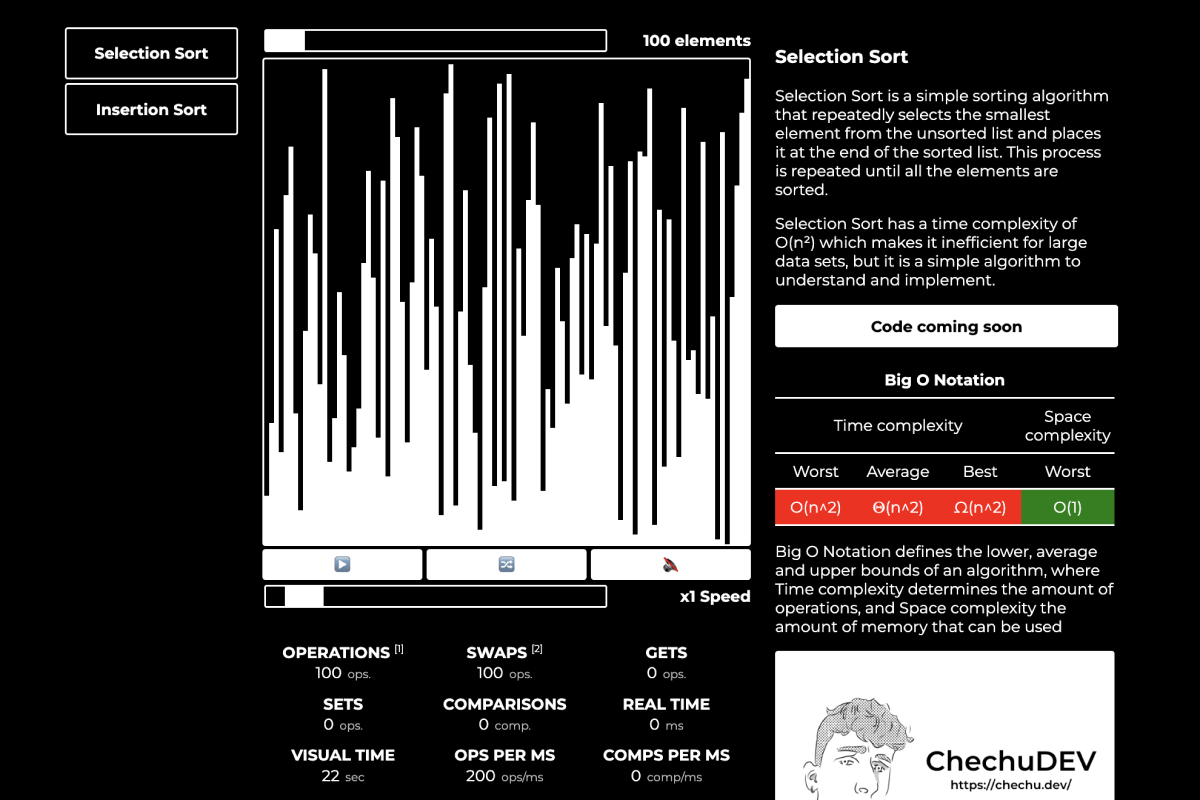 Selection Sort
Insertion Sort
100 elements
x1 Speed
OPERATIONS [1]
100 ops.
SWAPS [2]
100 ops.
GETS
0 ops.
SETS
0 ops.
COMPARISONS
0 comp.
REAL TIME
0 ms
VISUAL TIME
22 sec
OPS PER MS
200 ops/ms
COMPS PER MS
0 comp/ms
Selection Sort
Selection Sort is a simple sorting algorithm
that repeatedly selects the smallest
element from the unsorted list and places
it at the end of the sorted list. This process
is repeated until all the elements are
sorted.
Selection Sort has a time complexity of
O(n²) which makes it inefficient for large
data sets, but it is a simple algorithm to
understand and implement.
Code coming soon
Big O Notation
Time complexity
Space
complexity
Worst Average Best Worst
O(n^2) Θ(n^2) Ω(n^2) O(1)
Big O Notation defines the lower, average
and upper bounds of an algorithm, where
Time complexity determines the amount of
operations, and Space complexity the
amount of memory that can be used
ChechuDEV
https://chechu.dev/